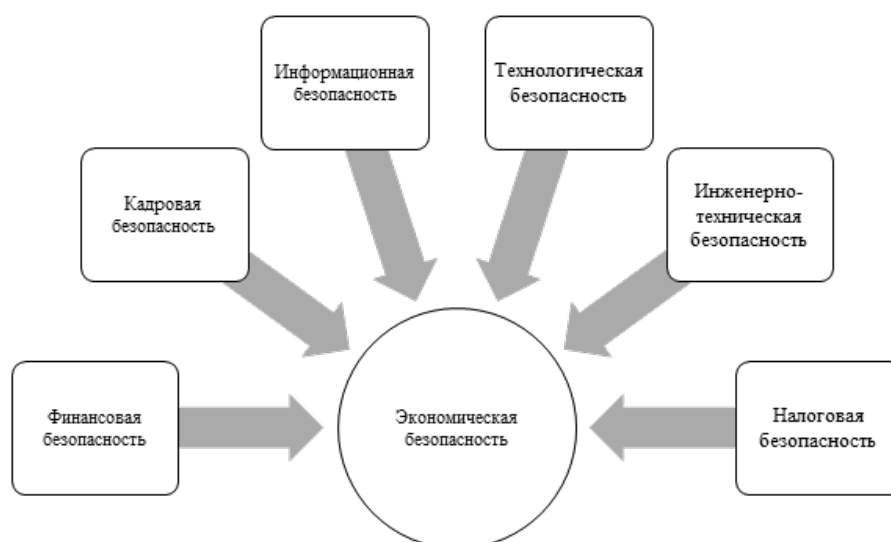 Информационная
безопасность
Технологическая
безопасность
Кадровая
безопасность
Инженерно-
техническая
безопасность
Финансовая
безопасность
Экономическая
безопасность
Налоговая
безопасность